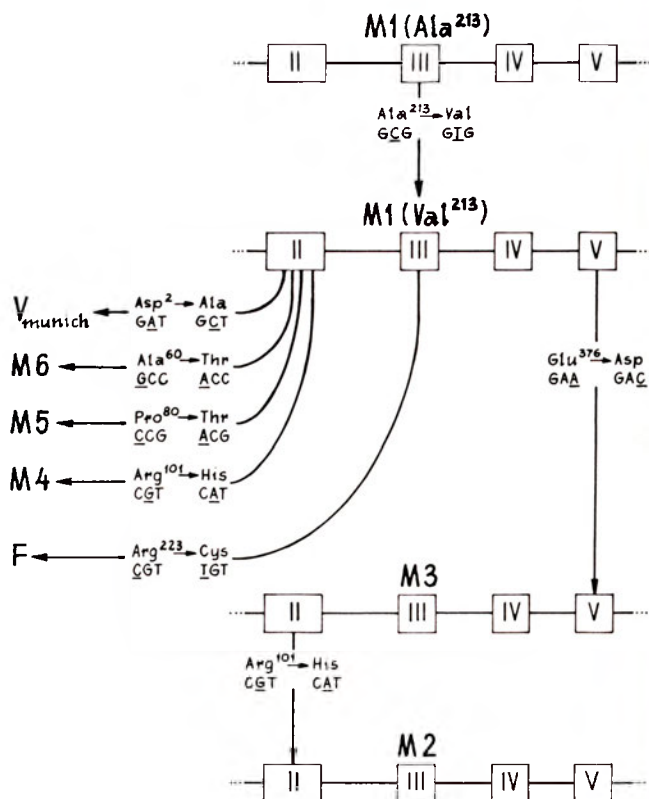 M1(Ala²¹³)
II III IV V
Ala²¹³→Val
GCG GTG
M1(Val²¹³)
II III IV V
Vmunich
Asp²→Ala
GAT GCT
M6
Ala⁶⁰→Thr
GCC ACC
Glu³⁷⁶→Asp
GAA GAC
M5
Pro⁸⁰→Thr
CCG ACG
M4
Arg¹⁰¹→His
CGT CAT
F
Arg²²³→Cys
CGT TGT
M3
II III IV V
Arg¹⁰¹→His
CGT CAT
M2
II III IV V